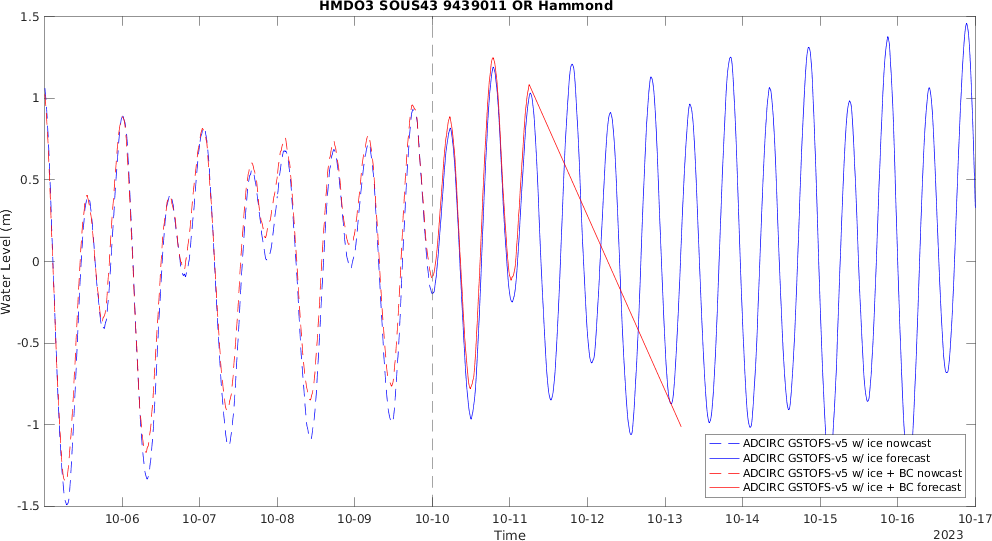 HMDO3 SOUS43 9439011 OR Hammond
1.5
1
0.5
0
-0.5
-1
-1.5
Water Level (m)
10-06
10-07
10-08
10-09
10-10
10-11
10-12
10-13
10-14
10-15
10-16
10-17
Time
2023
ADCIRC GSTOFS-v5 w/ ice nowcast
ADCIRC GSTOFS-v5 w/ ice forecast
ADCIRC GSTOFS-v5 w/ ice + BC nowcast
ADCIRC GSTOFS-v5 w/ ice + BC forecast